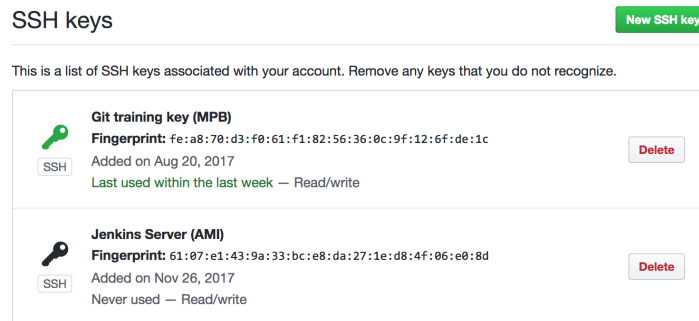 SSH keys
New SSH key
This is a list of SSH keys associated with your account. Remove any keys that you do not recognize.
Git training key (MPB)
Fingerprint: fe:a8:70:d3:f0:61:f1:82:56:36:0c:9f:12:6f:de:1c
SSH
Added on Aug 20, 2017
Delete
Last used within the last week — Read/write
Jenkins Server (AMI)
Fingerprint: 61:07:e1:43:9a:33:bc:e8:da:27:1e:d8:4f:06:e0:8d
SSH
Added on Nov 26, 2017
Delete
Never used — Read/write